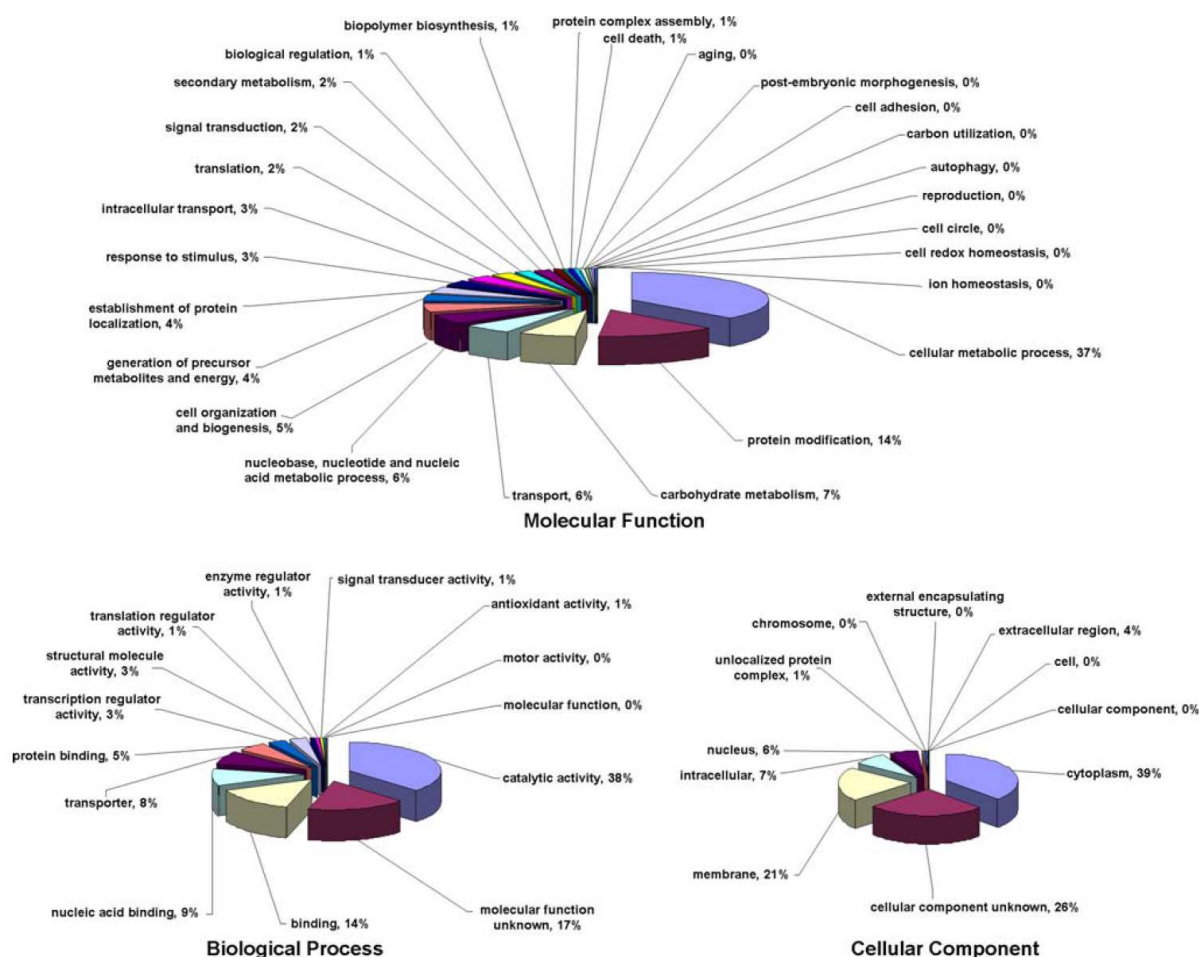 biopolymer biosynthesis, 1%
protein complex assembly, 1%
cell death, 1%
biological regulation, 1%
aging, 0%
secondary metabolism, 2%
post-embryonic morphogenesis, 0%
cell adhesion, 0%
signal transduction, 2%
carbon utilization, 0%
translation, 2%
autophagy, 0%
reproduction, 0%
intracellular transport, 3%
cell circle, 0%
response to stimulus, 3%
cell redox homeostasis, 0%
ion homeostasis, 0%
establishment of protein
localization, 4%
cellular metabolic process, 37%
generation of precursor
metabolites and energy, 4%
cell organization
and biogenesis, 5%
protein modification, 14%
nucleobase, nucleotide and nucleic
acid metabolic process, 6%
transport, 6%
carbohydrate metabolism, 7%
Molecular Function
enzyme regulator
activity, 1%
signal transducer activity, 1%
antioxidant activity, 1%
translation regulator
activity, 1%
structural molecule
activity, 3%
motor activity, 0%
transcription regulator
activity, 3%
molecular function, 0%
protein binding, 5%
catalytic activity, 38%
transporter, 8%
nucleic acid binding, 9%
binding, 14%
molecular function
unknown, 17%
Biological Process
external encapsulating
structure, 0%
chromosome, 0%
extracellular region, 4%
unlocalized protein
complex, 1%
cell, 0%
cellular component, 0%
nucleus, 6%
intracellular, 7%
cytoplasm, 39%
membrane, 21%
cellular component unknown, 26%
Cellular Component